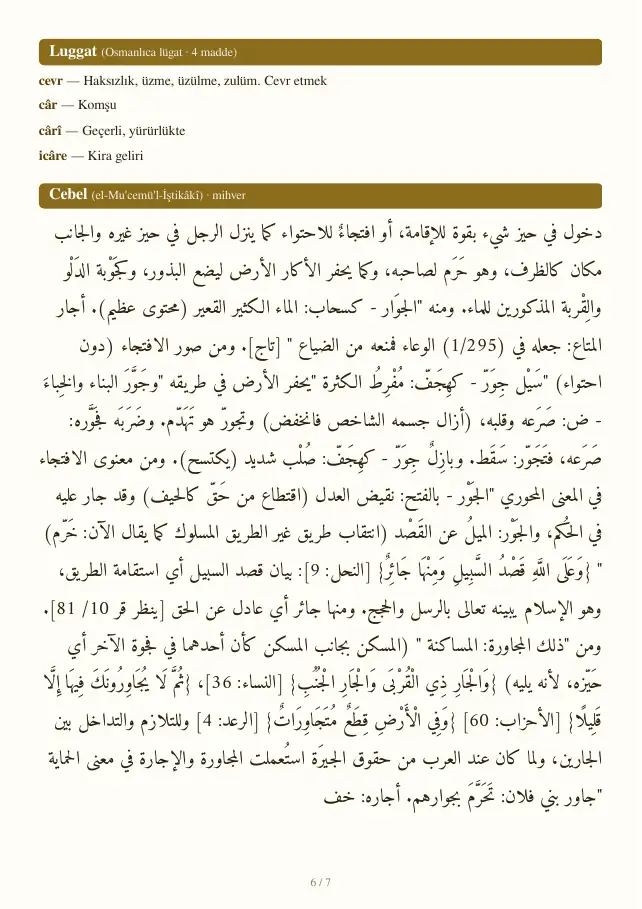 Luggat (Osmanlıca lügat · 4 madde)
cevr — Haksızlık, üzme, üzülme, zulüm. Cevr etmek
câr — Komşu
cârî — Geçerli, yürürlükte
icâre — Kira geliri
Cebel (el-Mu'cemü'l-İştikâkî) · mihver
دخول في حيز شيء بقوة للإقامة، أو افتجاءٌ للاحتواء كما ينزل الرجل في حيز غيره والجانب
مكان كالظرف، وهو حَرَم لصاحبه، وكما يحفر الأكار الأرض ليضع البذور، وكجَوْبة الدَلْو
والقِرْبة المذكورين للماء. ومنه "الجَوَار - كسحاب: الماء الكثير القعير (محتوى عظيم). أجار
المتاع: جعله في (1/295) الوعاء فمنعه من الضياع " [تاج]. ومن صور الافتجاء (دون
احتواء) "سَيْل جِوَرّ - كهِجَفّ: مُفْرِطُ الكثرة "يحفر الأرض في طريقه "وجَوَّرَ البناء والخِباءَ
- ض: صَرَعه وقلبه، (أزال جسمه الشاخص فانخفض) وتجورّ هو تَهَدّم. وضَرَبَه فجَوَّره:
صَرَعه، فتَجَوّر: سَقَط. وبازِلٌ جِوَرّ - كهِجَفّ: صُلْب شديد (يكتسح). ومن معنوى الافتجاء
في المعنى المحوري "الجَوْر - بالفتح: نقيض العدل (اقتطاع من حَقّ كالحيف) وقد جار عليه
في الحُكم، والجَوْر: الميلُ عن القَصْد (انتقاب طريق غير الطريق المسلوك كما يقال الآن: خَرّم)
" {وَعَلَى اللَّهِ قَصْدُ السَّبِيلِ وَمِنْهَا جَائِرٌ} [النحل: 9]: بيان قصد السبيل أي استقامة الطريق،
وهو الإسلام يبينه تعالى بالرسل والحجج. ومنها جائر أي عادل عن الحق [ينظر قر 10/ 81].
ومن "ذلك المجاورة: المساكنة " (المسكن بجانب المسكن كأن أحدهما في فجوة الآخر أي
حَيّزه، لأنه يليه) {وَالْجَارِ ذِي الْقُرْبَى وَالْجَارِ الْجُنُبِ} [النساء: 36]، {ثُمَّ لَا يُجَاوِرُونَكَ فِيهَا إِلَّا
قَلِيلًا} [الأحزاب: 60] {وَفِي الْأَرْضِ قِطَعٌ مُتَجَاوِرَاتٌ} [الرعد: 4] وللتلازم والتداخل بين
الجارين، ولما كان عند العرب من حقوق الجيرَة استُعملت المجاورة والإجارة في معنى الحماية
"جاور بني فلان: تَحَرَّمَ بجوارهم. أجاره: خف
6 / 7